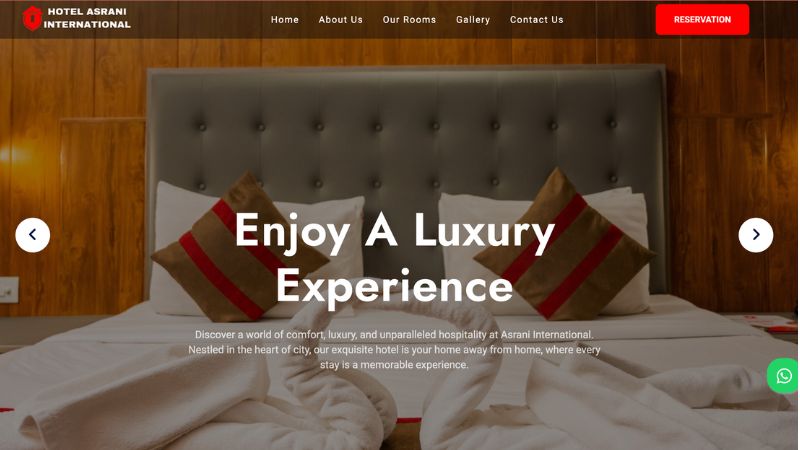 HOTEL ASRANI
INTERNATIONAL
Home About Us Our Rooms Gallery Contact Us
RESERVATION
Enjoy A Luxury
Experience
Discover a world of comfort, luxury, and unparalleled hospitality at Asrani International.
Nestled in the heart of city, our exquisite hotel is your home away from home, where every
stay is a memorable experience.